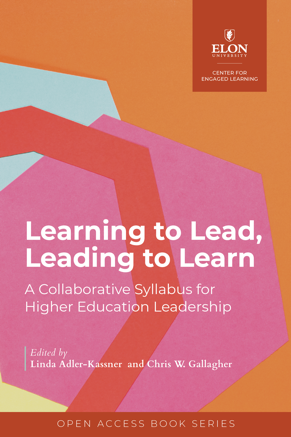 ELON
UNIVERSITY
CENTER FOR
ENGAGED LEARNING
Learning to Lead,
Leading to Learn
A Collaborative Syllabus for
Higher Education Leadership
Edited by
Linda Adler-Kassner and Chris W. Gallagher
OPEN ACCESS BOOK SERIES